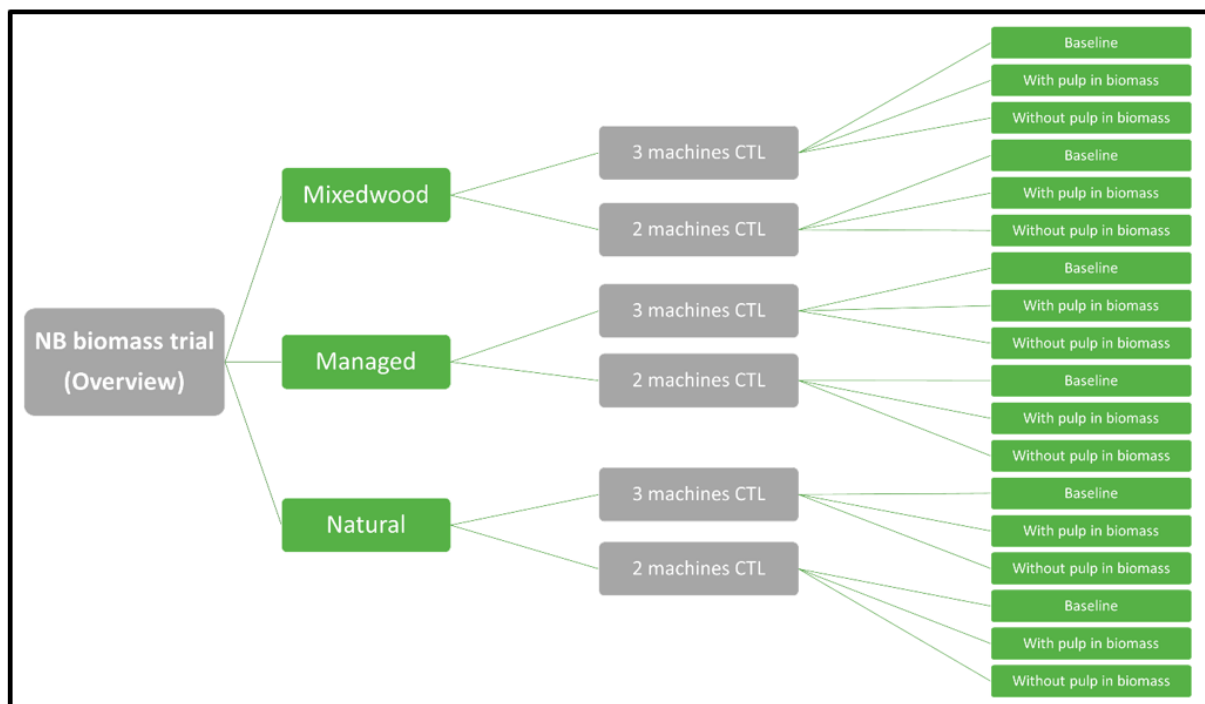 NB biomass trial
(Overview)
Mixedwood
3 machines CTL
Baseline
With pulp in biomass
Without pulp in biomass
2 machines CTL
Baseline
With pulp in biomass
Without pulp in biomass
Managed
3 machines CTL
Baseline
With pulp in biomass
Without pulp in biomass
2 machines CTL
Baseline
With pulp in biomass
Without pulp in biomass
Natural
3 machines CTL
Baseline
With pulp in biomass
Without pulp in biomass
2 machines CTL
Baseline
With pulp in biomass
Without pulp in biomass